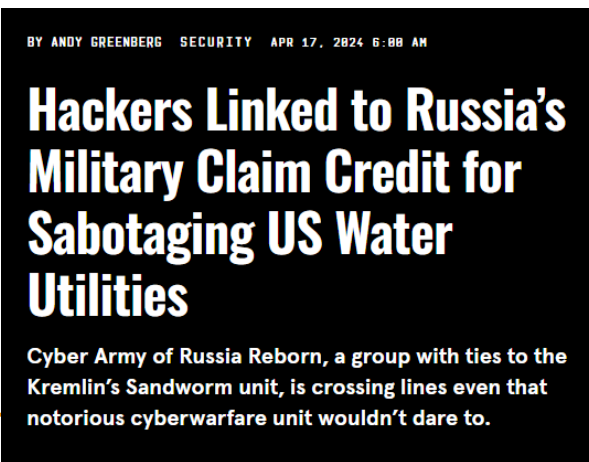 BY ANDY GREENBERG SECURITY APR 17, 2024 6:00 AM
Hackers Linked to Russia's
Military Claim Credit for
Sabotaging US Water
Utilities
Cyber Army of Russia Reborn, a group with ties to the
Kremlin's Sandworm unit, is crossing lines even that
notorious cyberwarfare unit wouldn't dare to.